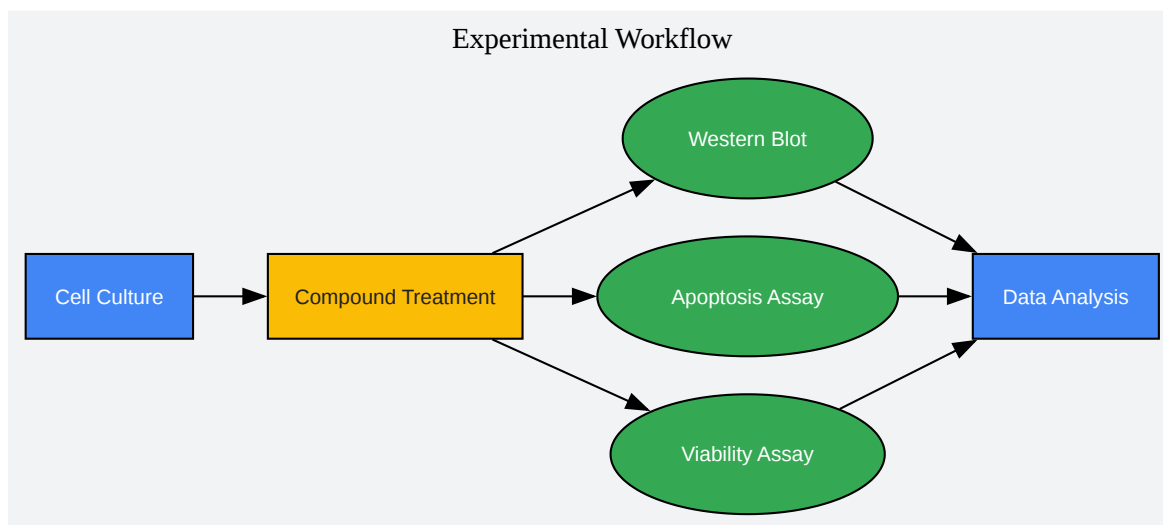 Experimental Workflow
Cell Culture
Compound Treatment
Western Blot
Apoptosis Assay
Viability Assay
Data Analysis